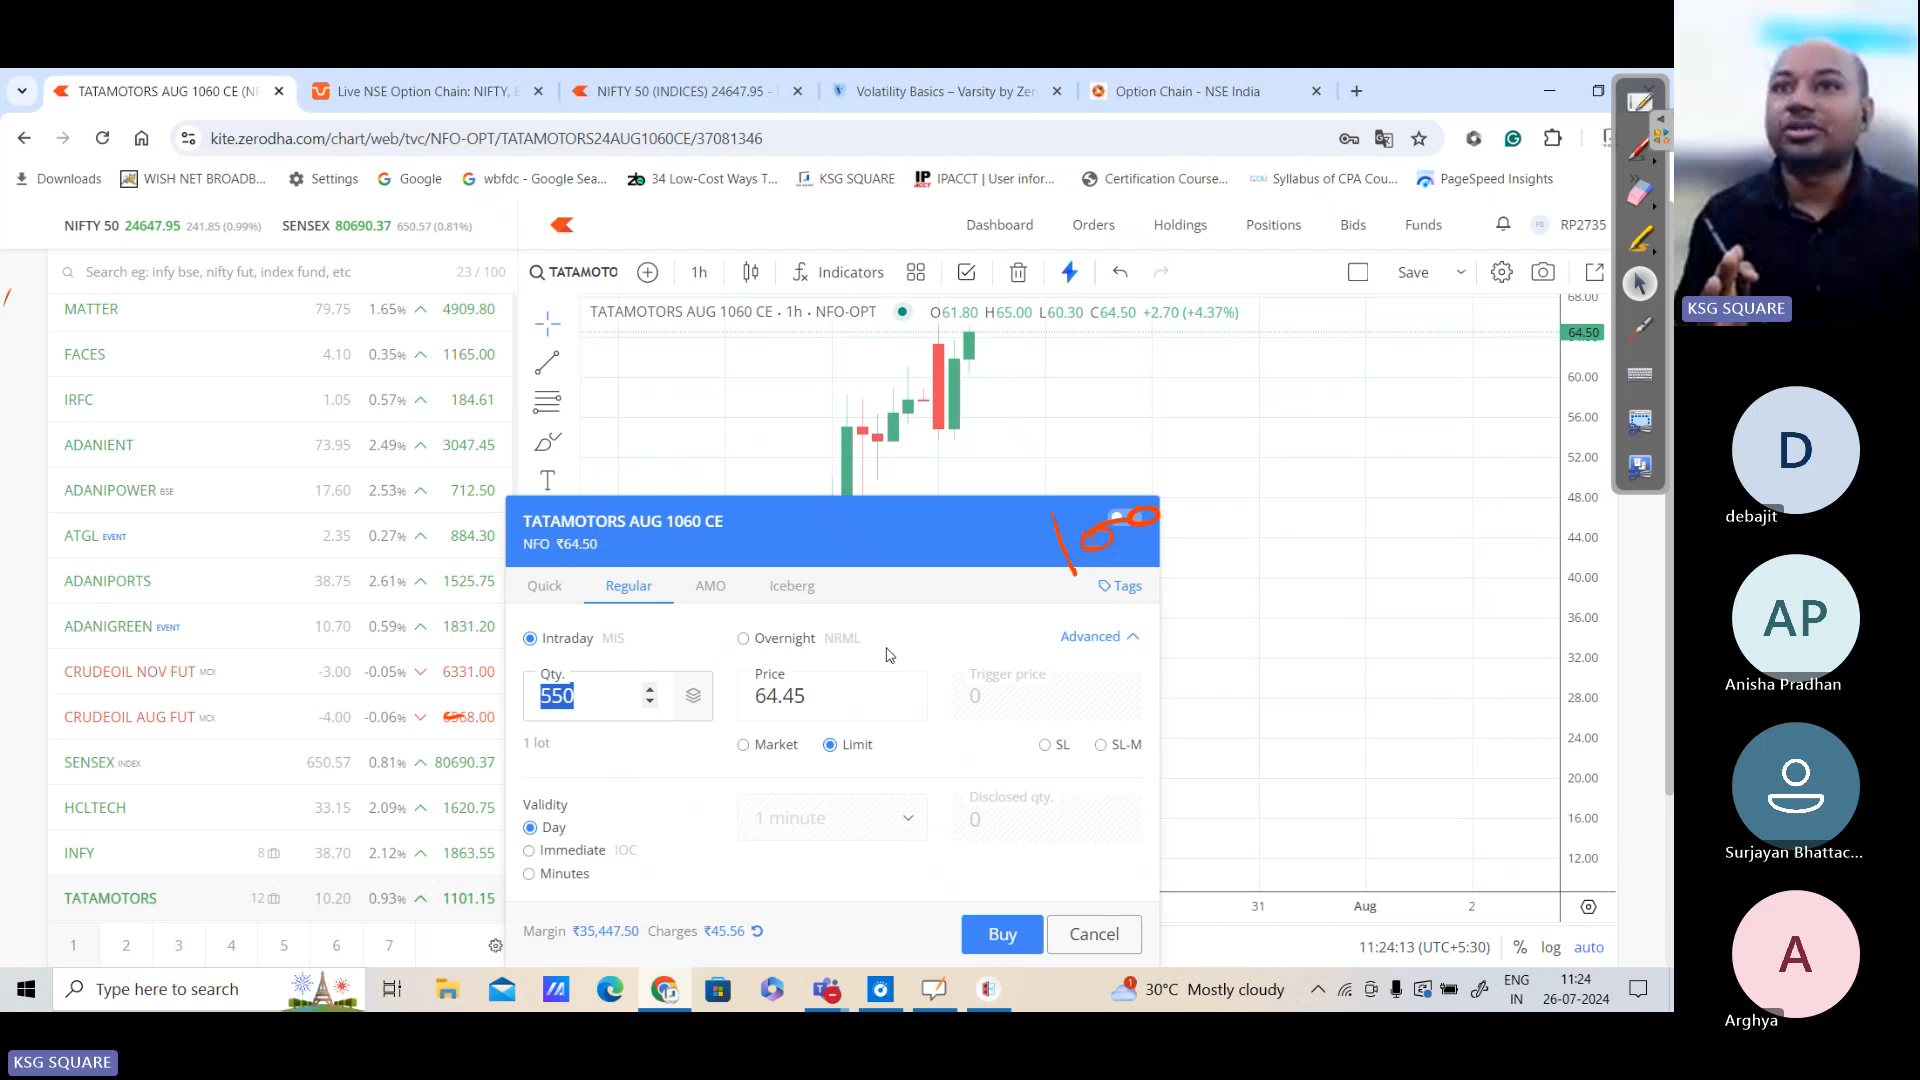 TATAMOTORS AUG 1060 CE (NF
Live NSE Option Chain: NIFTY, B
NIFTY 50 (INDICES) 24647.95 -
Volatility Basics – Varsity by Zer
Option Chain - NSE India
kite.zerodha.com/chart/web/tvc/NFO-OPT/TATAMOTORS24AUG1060CE/37081346
Downloads
WISH NET BROADB...
Settings
Google
wbfdc - Google Sea...
34 Low-Cost Ways T...
KSG SQUARE
IPACCT | User infor...
Certification Course...
Syllabus of CPA Cou...
PageSpeed Insights
NIFTY 50 24647.95 241.85 (0.99%) SENSEX 80690.37 650.57 (0.81%)
Dashboard Orders Holdings Positions Bids Funds RP2735
Search eg: infy bse, nifty fut, index fund, etc 23 / 100
TATAMOTO 1h Indicators Save
TATAMOTORS AUG 1060 CE · 1h · NFO-OPT O61.80 H65.00 L60.30 C64.50 +2.70 (+4.37%)
MATTER 79.75 1.65% 4909.80
FACES 4.10 0.35% 1165.00
IRFC 1.05 0.57% 184.61
ADANIENT 73.95 2.49% 3047.45
ADANIPOWER BSE 17.60 2.53% 712.50
ATGL EVENT 2.35 0.27% 884.30
ADANIPORTS 38.75 2.61% 1525.75
ADANIGREEN EVENT 10.70 0.59% 1831.20
CRUDEOIL NOV FUT MCX -3.00 -0.05% 6331.00
CRUDEOIL AUG FUT MCX -4.00 -0.06%
SENSEX INDEX 650.57 0.81% 80690.37
HCLTECH 33.15 2.09% 1620.75
INFY 8 38.70 2.12% 1863.55
TATAMOTORS 12 10.20 0.93% 1101.15
1 2 3 4 5 6 7
68.00
64.50
60.00
56.00
52.00
48.00
44.00
40.00
36.00
32.00
28.00
24.00
20.00
16.00
12.00
31 Aug 2
11:24:13 (UTC+5:30) % log auto
TATAMOTORS AUG 1060 CE
NFO ₹64.50
Quick Regular AMO Iceberg Tags
Intraday MIS Overnight NRML Advanced
Qty. Price Trigger price
550 64.45 0
1 lot Market Limit SL SL-M
Validity
Day
Immediate IOC
Minutes
1 minute
Disclosed qty.
0
Margin ₹35,447.50 Charges ₹45.56
Buy Cancel
Type here to search
30°C Mostly cloudy
ENG
IN
11:24
26-07-2024
KSG SQUARE
D
debajit
AP
Anisha Pradhan
Surjayan Bhattac...
A
Arghya
KSG SQUARE